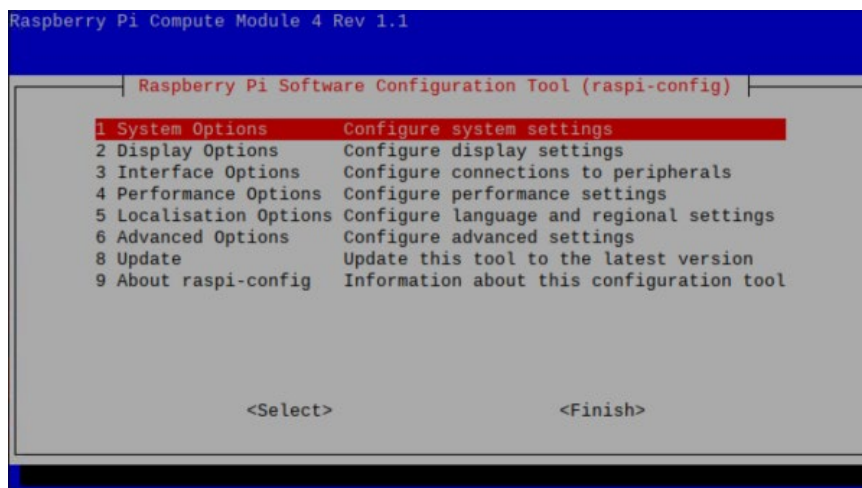 Raspberry Pi Compute Module 4 Rev 1.1
Raspberry Pi Software Configuration Tool (raspi-config)
1 System Options Configure system settings
2 Display Options Configure display settings
3 Interface Options Configure connections to peripherals
4 Performance Options Configure performance settings
5 Localisation Options Configure language and regional settings
6 Advanced Options Configure advanced settings
8 Update Update this tool to the latest version
9 About raspi-config Information about this configuration tool
<Select> <Finish>